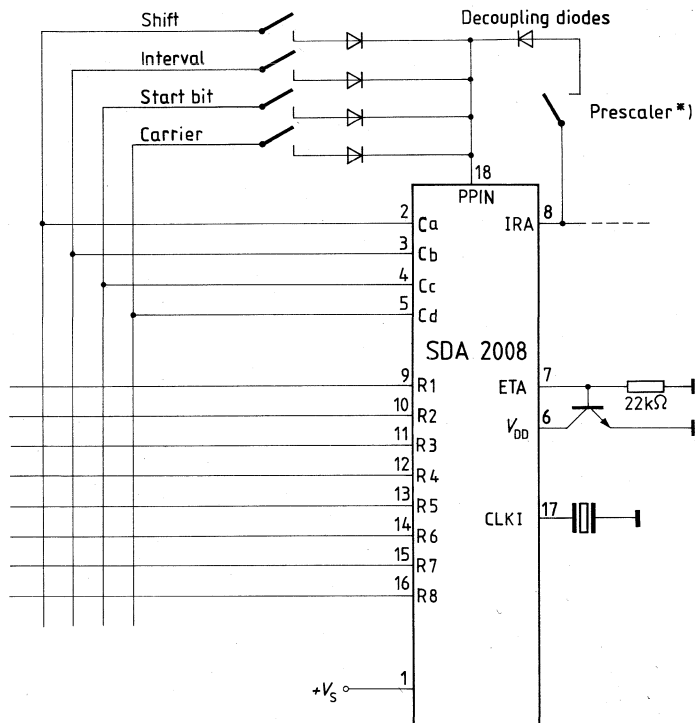 Shift
Decoupling diodes
Interval
Start bit
Prescaler*)
Carrier
18
PPIN
2 Ca
IRA 8
3 Cb
4 Cc
5 Cd
SDA 2008
9 R1
ETA 7
22kΩ
10 R2
VDD 6
11 R3
12 R4
13 R5
CLKI 17
14 R6
15 R7
16 R8
+VS 1